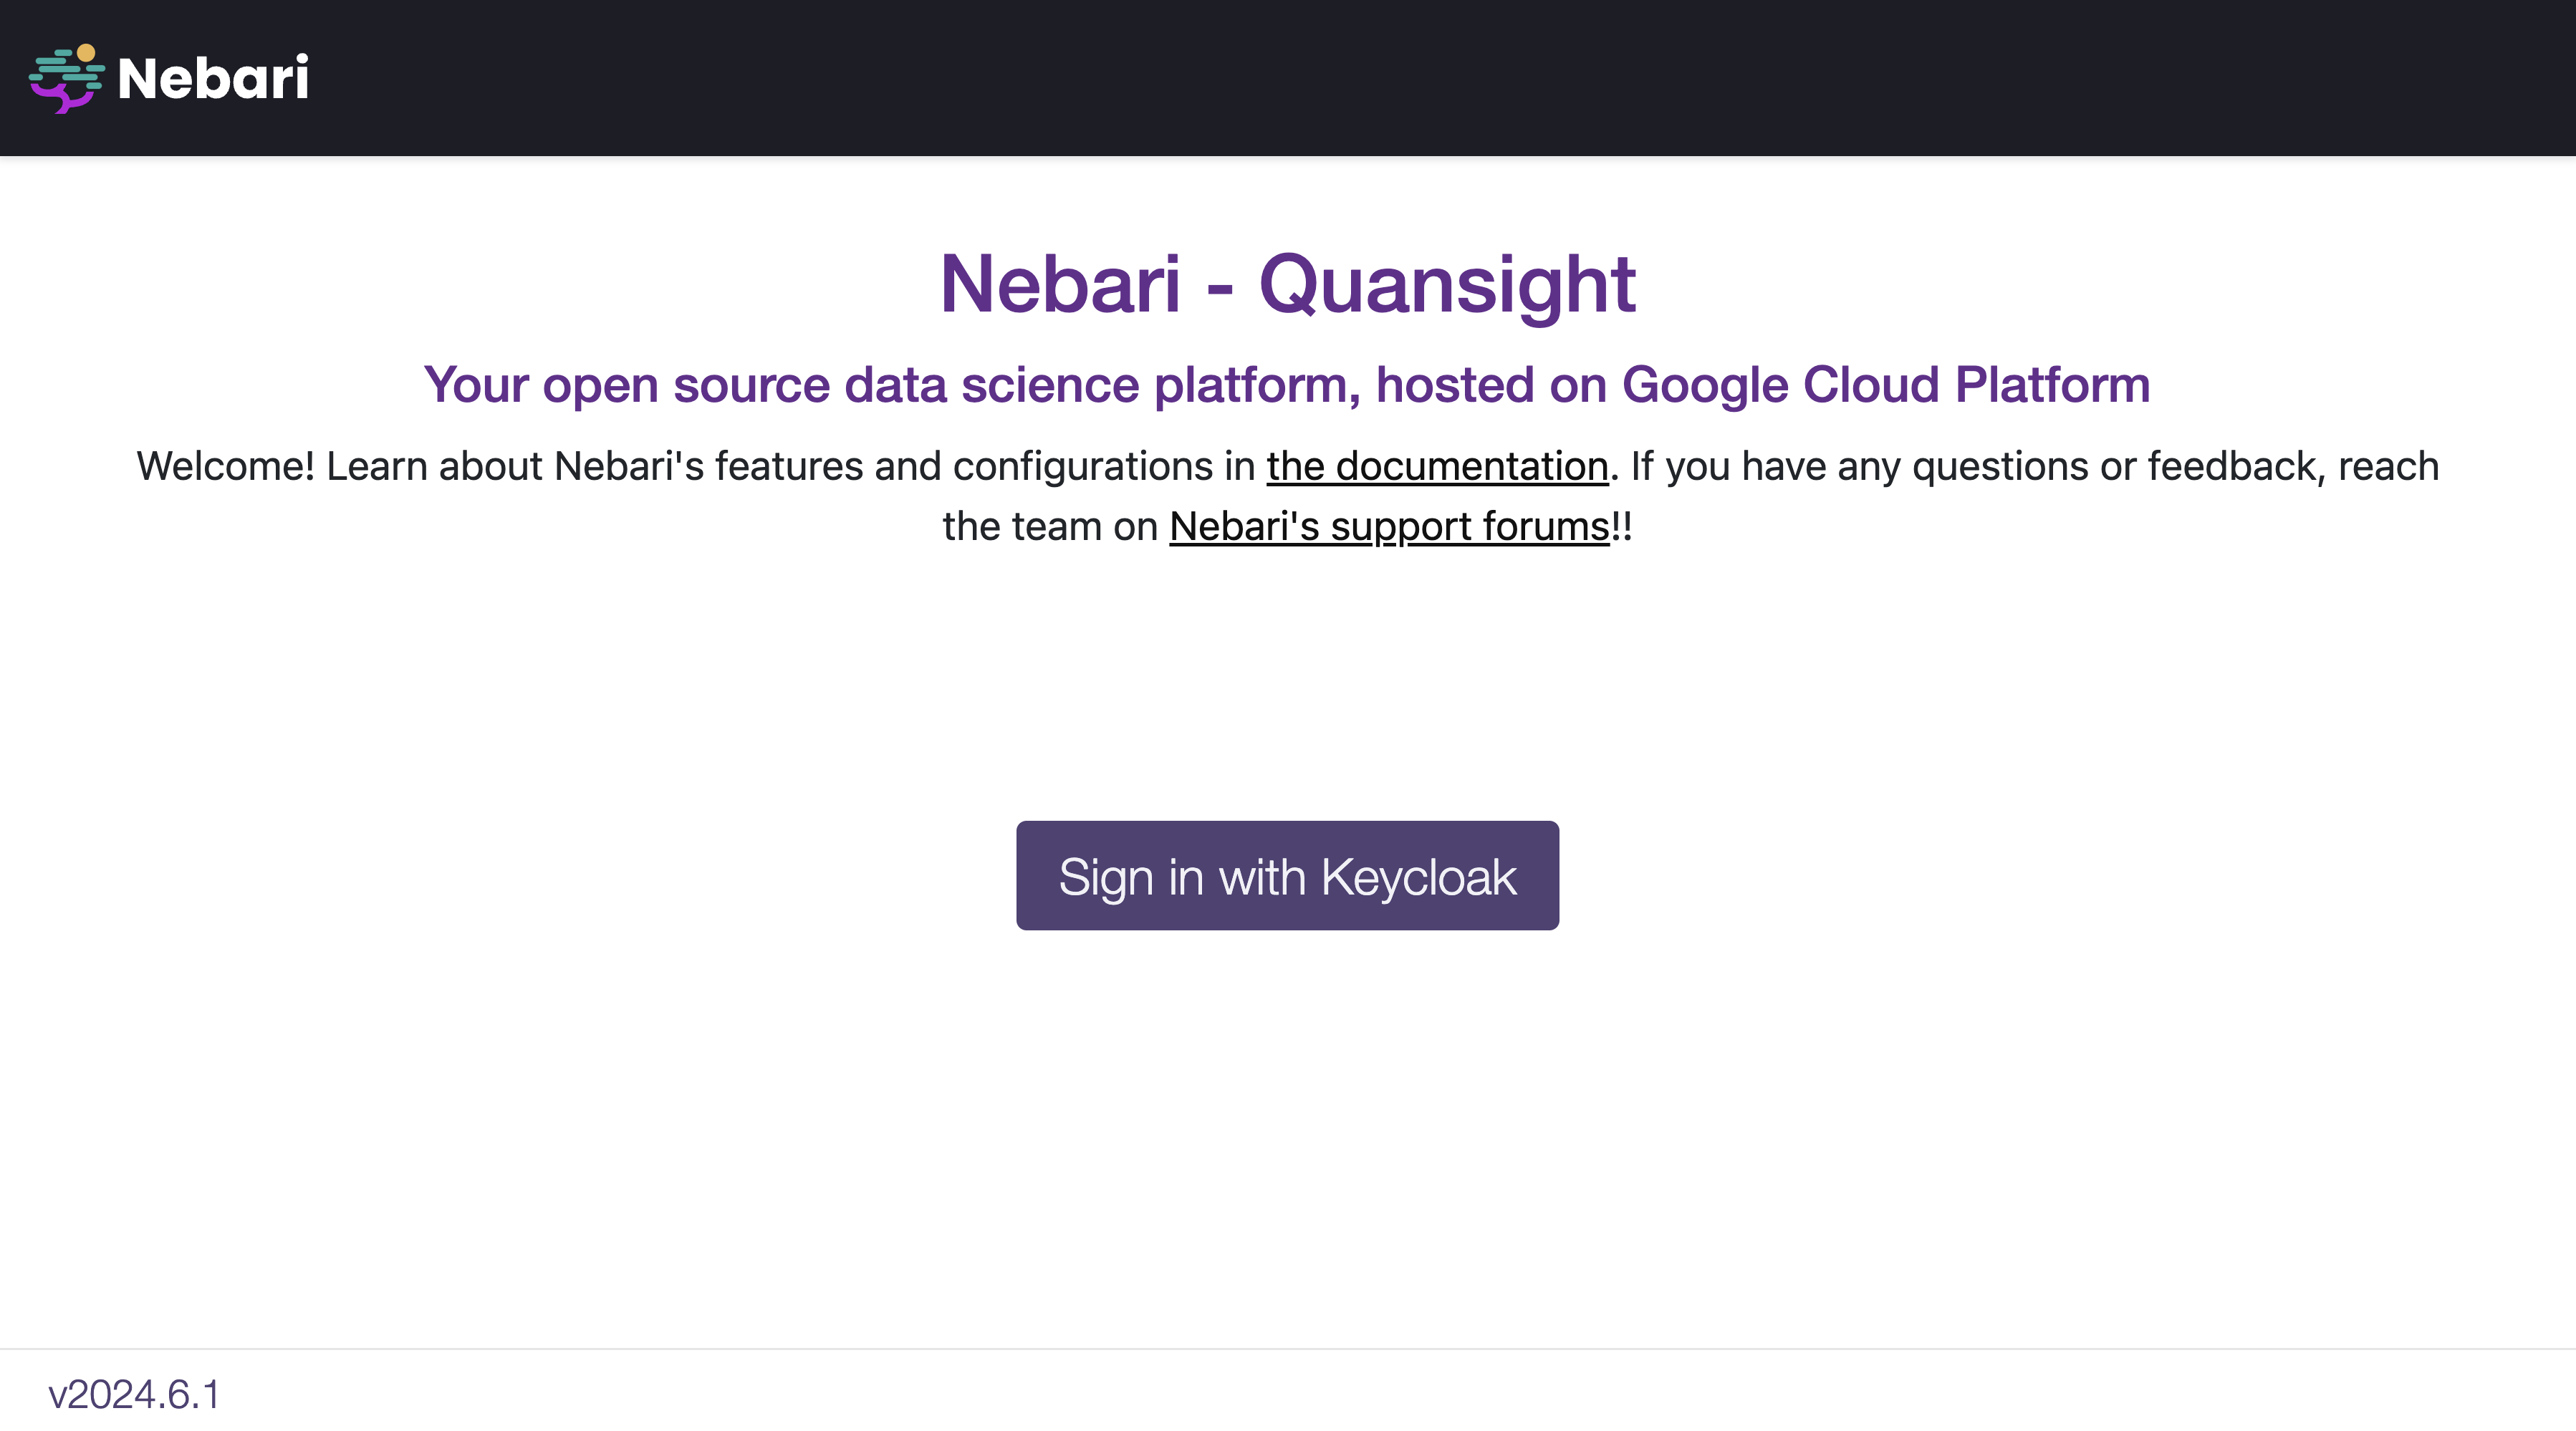 Nebari
Nebari - Quansight
Your open source data science platform, hosted on Google Cloud Platform
Welcome! Learn about Nebari's features and configurations in the documentation. If you have any questions or feedback, reach
the team on Nebari's support forums!!
Sign in with Keycloak
v2024.6.1